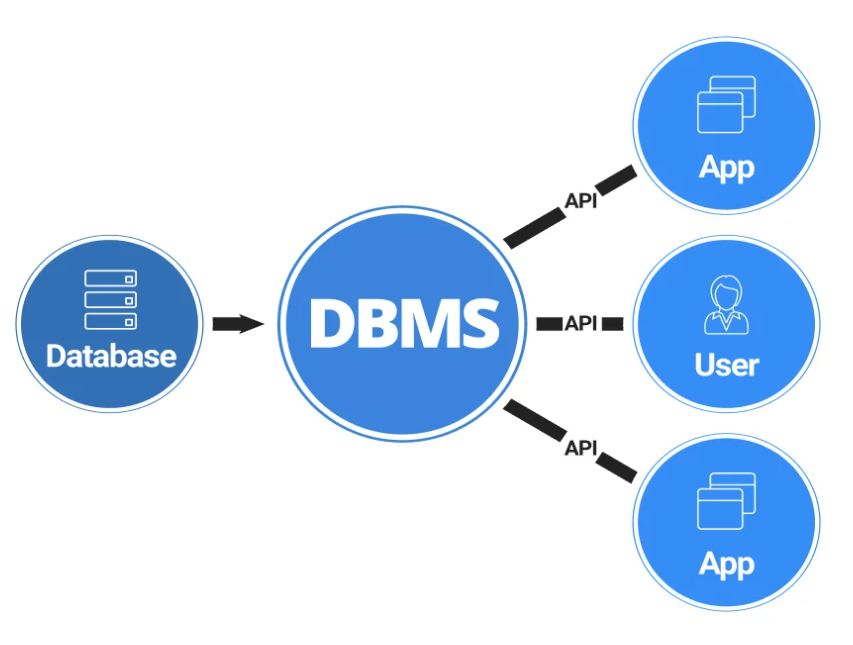 App
API
Database
DBMS
API
User
API
App